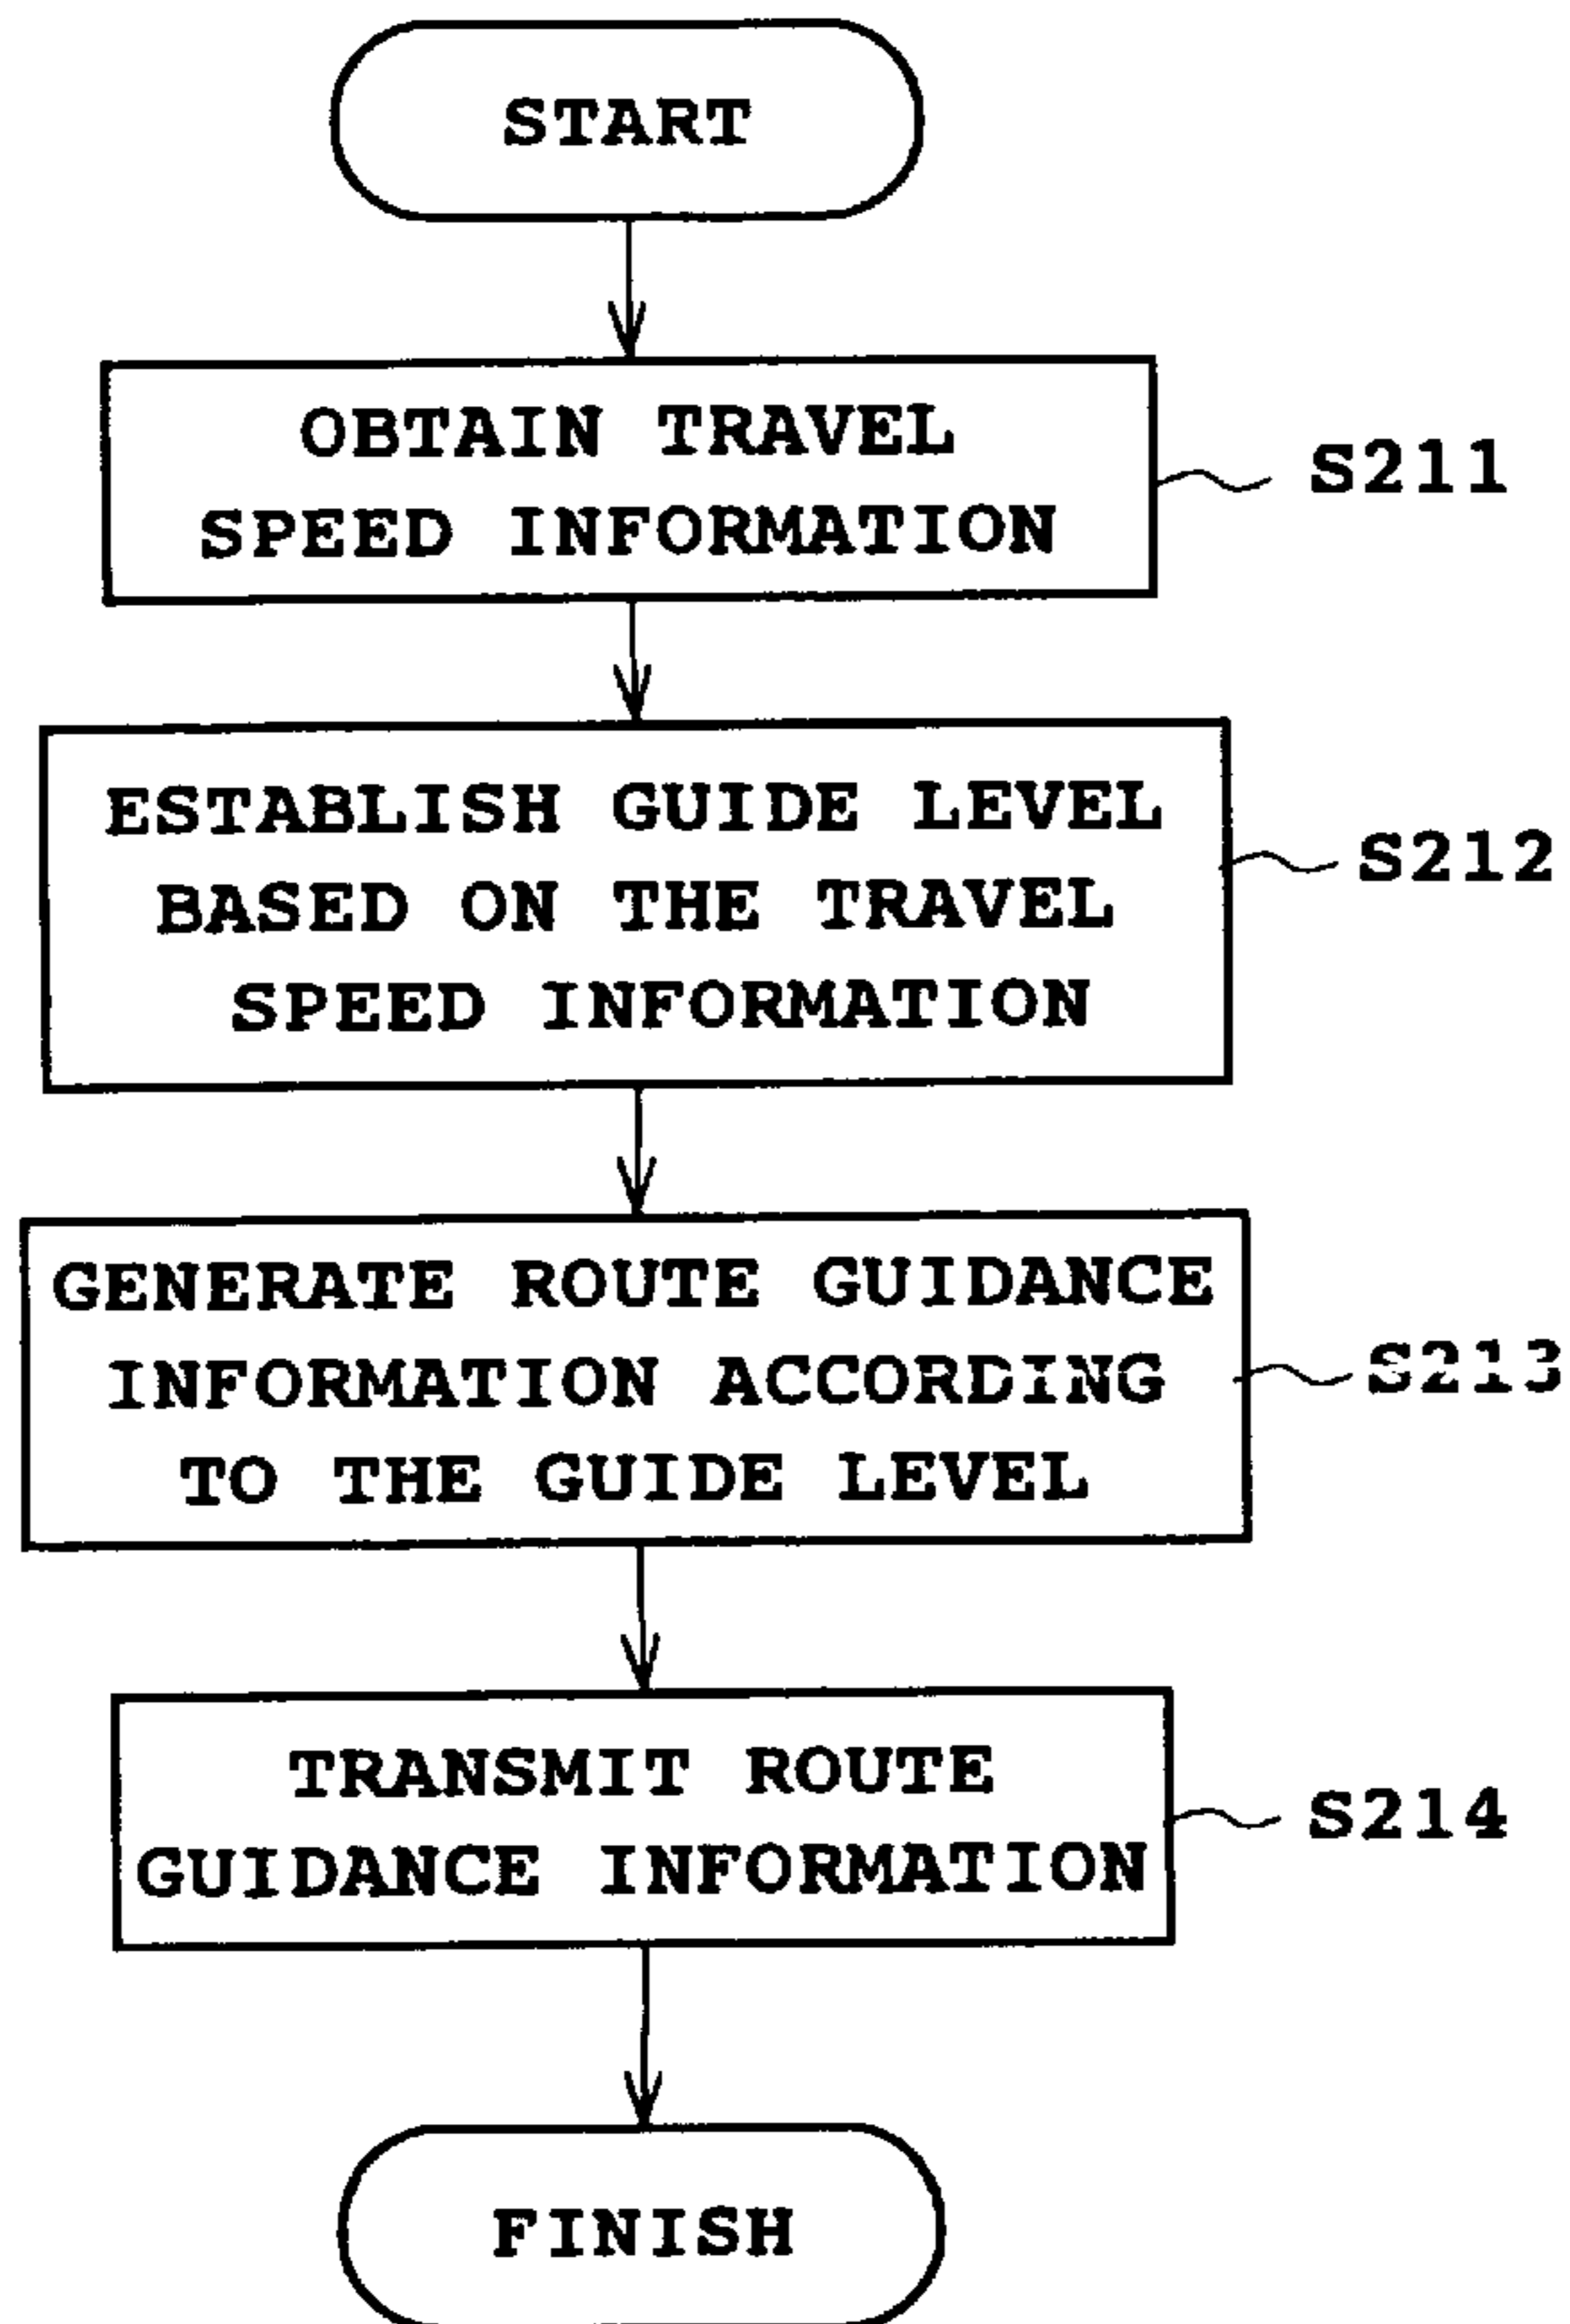 START
OBTAIN TRAVEL
SPEED INFORMATION
S211
ESTABLISH GUIDE LEVEL
BASED ON THE TRAVEL
SPEED INFORMATION
S212
GENERATE ROUTE GUIDANCE
INFORMATION ACCORDING
TO THE GUIDE LEVEL
S213
TRANSMIT ROUTE
GUIDANCE INFORMATION
S214
FINISH